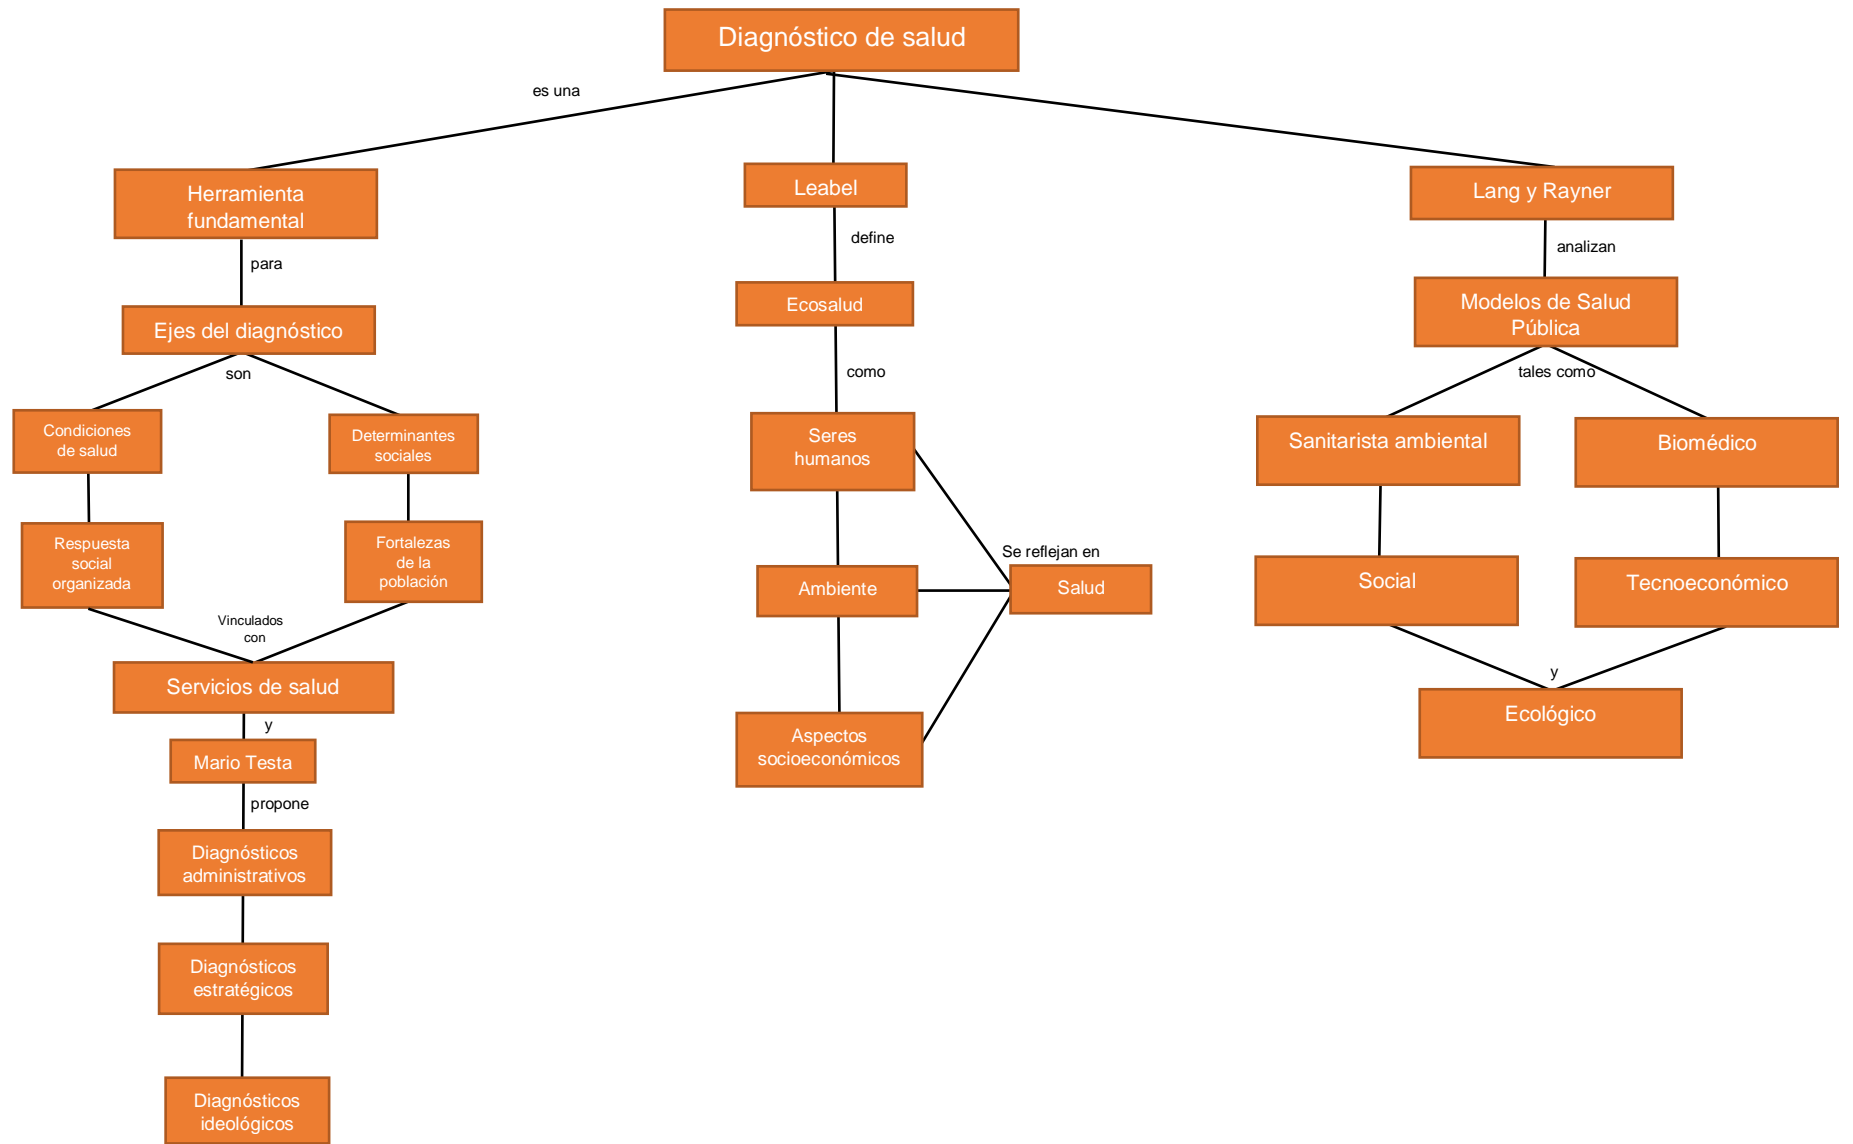 Diagnóstico de salud
es una
Herramienta
fundamental
para
Ejes del diagnóstico
son
Condiciones
de salud
Determinantes
sociales
Respuesta
social
organizada
Fortalezas
de la
población
Vinculados
con
Servicios de salud
y
Mario Testa
propone
Diagnósticos
administrativos
Diagnósticos
estratégicos
Diagnósticos
ideológicos
Leabel
define
Ecosalud
como
Seres
humanos
Ambiente
Aspectos
socioeconómicos
Se reflejan en
Salud
Lang y Rayner
analizan
Modelos de Salud
Pública
tales como
Sanitarista ambiental
Biomédico
Social
Tecnoeconómico
y
Ecológico